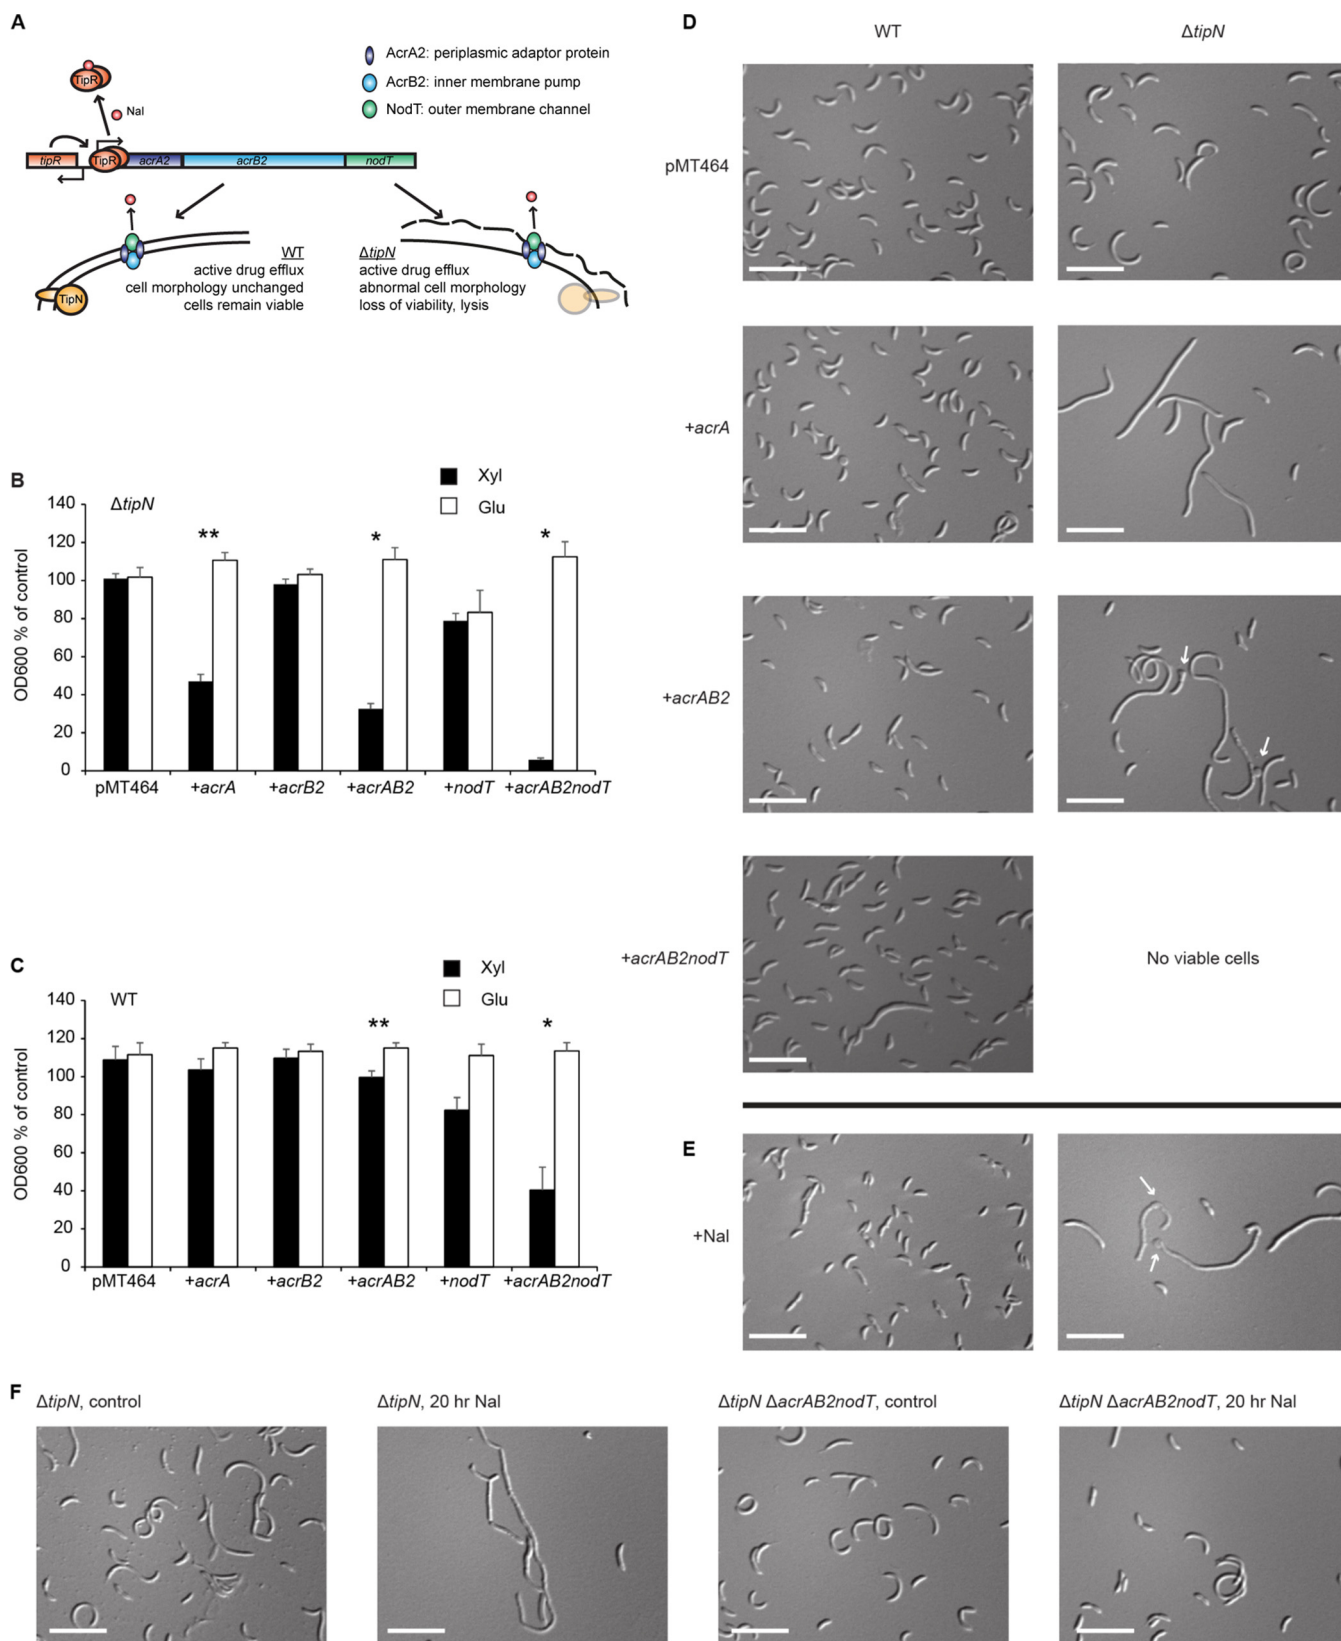 A
AcrA2: periplasmic adaptor protein
AcrB2: inner membrane pump
NodT: outer membrane channel
TipR
Nal
tipR
TipR
acrA2
acrB2
nodT
WT
active drug efflux
cell morphology unchanged
cells remain viable
TipN
ΔtipN
active drug efflux
abnormal cell morphology
loss of viability, lysis
B
ΔtipN
Xyl
Glu
OD600 % of control
140
120
100
80
60
40
20
0
**
*
*
pMT464 +acrA +acrB2 +acrAB2 +nodT +acrAB2nodT
C
WT
Xyl
Glu
OD600 % of control
140
120
100
80
60
40
20
0
**
*
pMT464 +acrA +acrB2 +acrAB2 +nodT +acrAB2nodT
D
WT ΔtipN
pMT464
+acrA
+acrAB2
+acrAB2nodT
No viable cells
E
+Nal
F
ΔtipN, control
ΔtipN, 20 hr Nal
ΔtipN ΔacrAB2nodT, control
ΔtipN ΔacrAB2nodT, 20 hr Nal